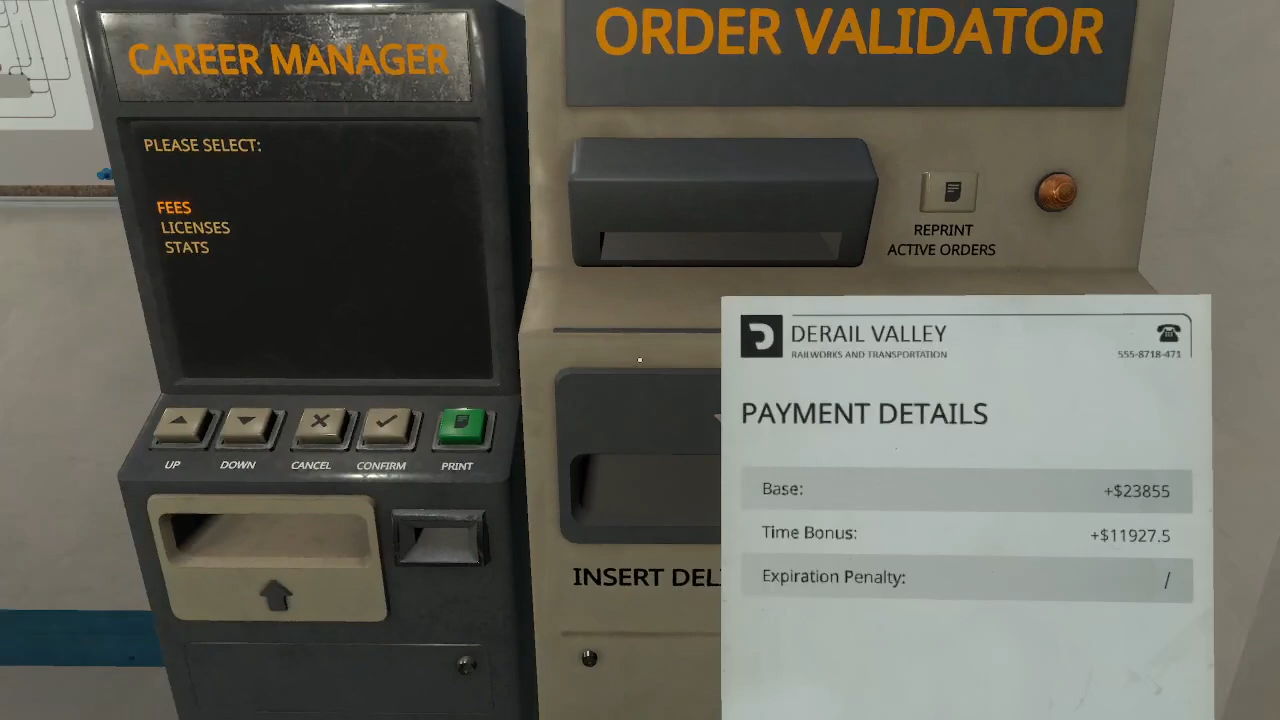 CAREER MANAGER
PLEASE SELECT:
FEES
LICENSES
STATS
UP
DOWN
CANCEL
CONFIRM
PRINT
ORDER VALIDATOR
REPRINT
ACTIVE ORDERS
INSERT DEL
DERAIL VALLEY
RAILWORKS AND TRANSPORTATION
555-8718-471
PAYMENT DETAILS
Base: +$23855
Time Bonus: +$11927.5
Expiration Penalty: /